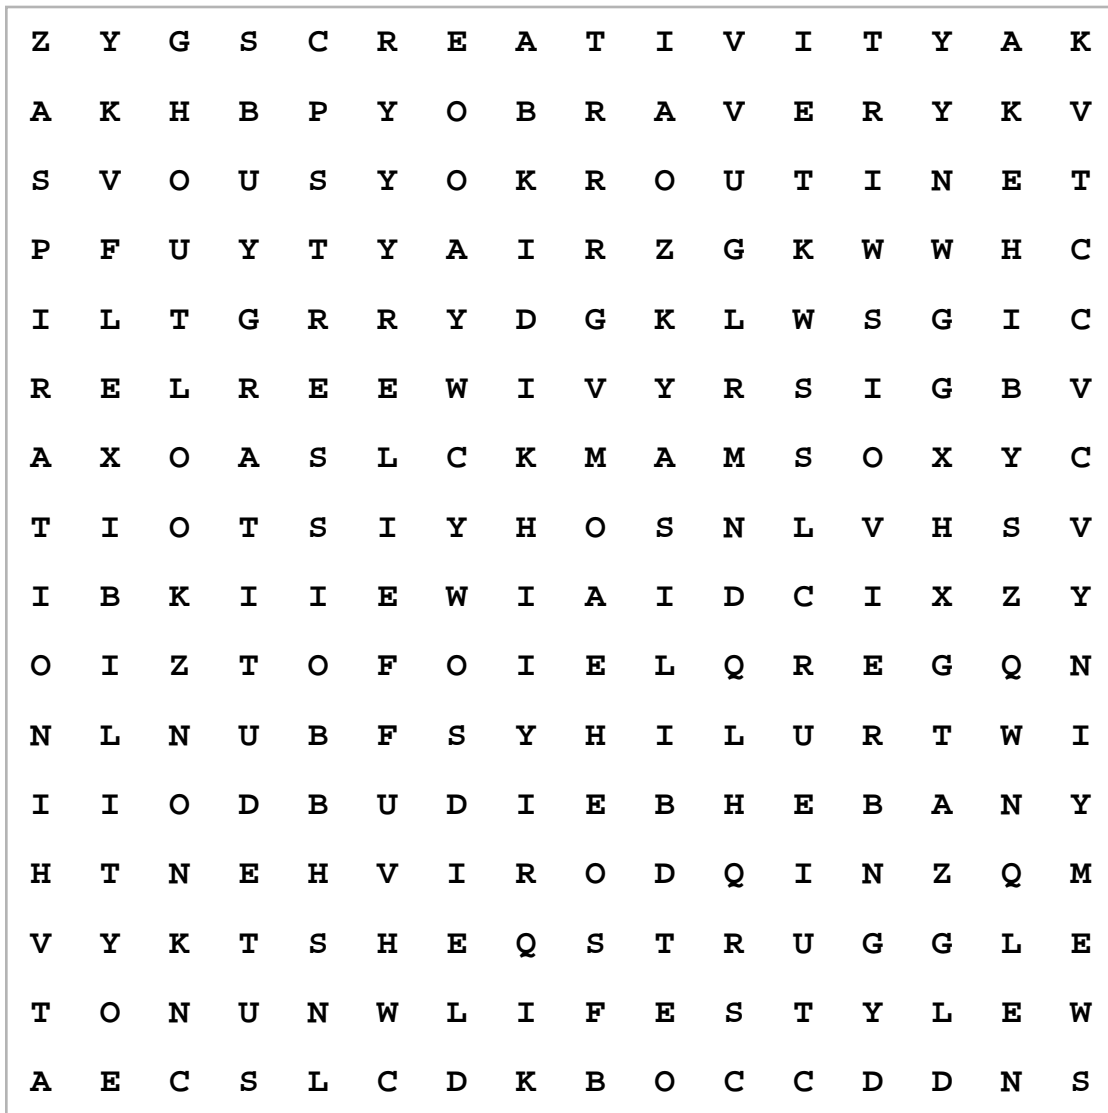 Z Y G S C R E A T I V I T Y A K
A K H B P Y O B R A V E R Y K V
S V O U S Y O K R O U T I N E T
P F U Y T Y A I R Z G K W W H C
I L T G R R Y D G K L W S G I C
R E L R E E W I V Y R S I G B V
A X O A S L C K M A M S O X Y C
T I O T S I Y H O S N L V H S V
I B K I I E W I A I D C I X Z Y
O I Z T O F O I E L Q R E G Q N
N L N U B F S Y H I L U R T W I
I I O D B U D I E B H E B A N Y
H T N E H V I R O D Q I N Z Q M
V Y K T S H E Q S T R U G G L E
T O N U N W L I F E S T Y L E W
A E C S L C D K B O C C D D N S